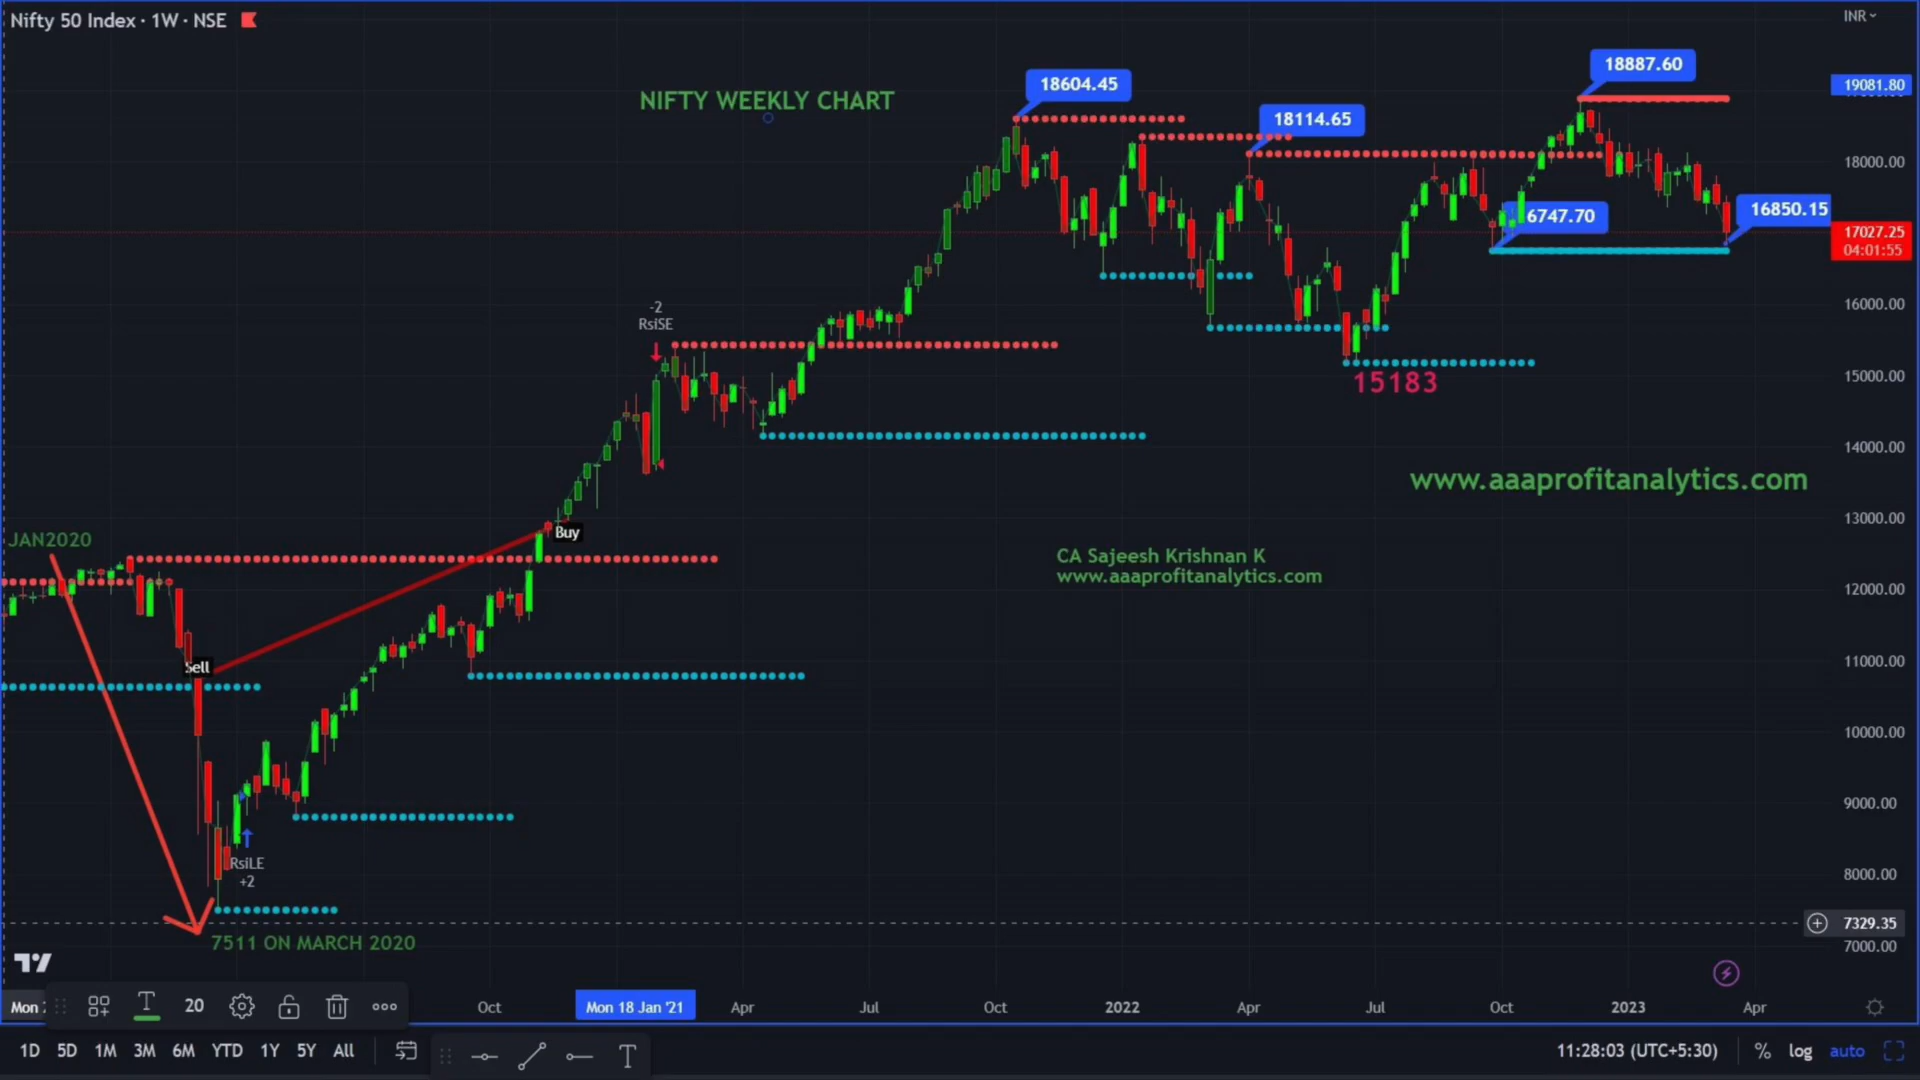 Nifty 50 Index · 1W · NSE
INR
NIFTY WEEKLY CHART
18604.45
18114.65
18887.60
6747.70
16850.15
19081.80
18000.00
17027.25
04:01:55
16000.00
15000.00
14000.00
13000.00
12000.00
11000.00
10000.00
9000.00
8000.00
7329.35
7000.00
-2
RsiSE
15183
www.aaaprofitanalytics.com
Buy
JAN2020
CA Sajeesh Krishnan K
www.aaaprofitanalytics.com
Sell
RsiLE
+2
7511 ON MARCH 2020
Mon
20
Oct
Mon 18 Jan '21
Apr
Jul
Oct
2022
Apr
Jul
Oct
2023
Apr
1D 5D 1M 3M 6M YTD 1Y 5Y All
T
11:28:03 (UTC+5:30)
% log auto